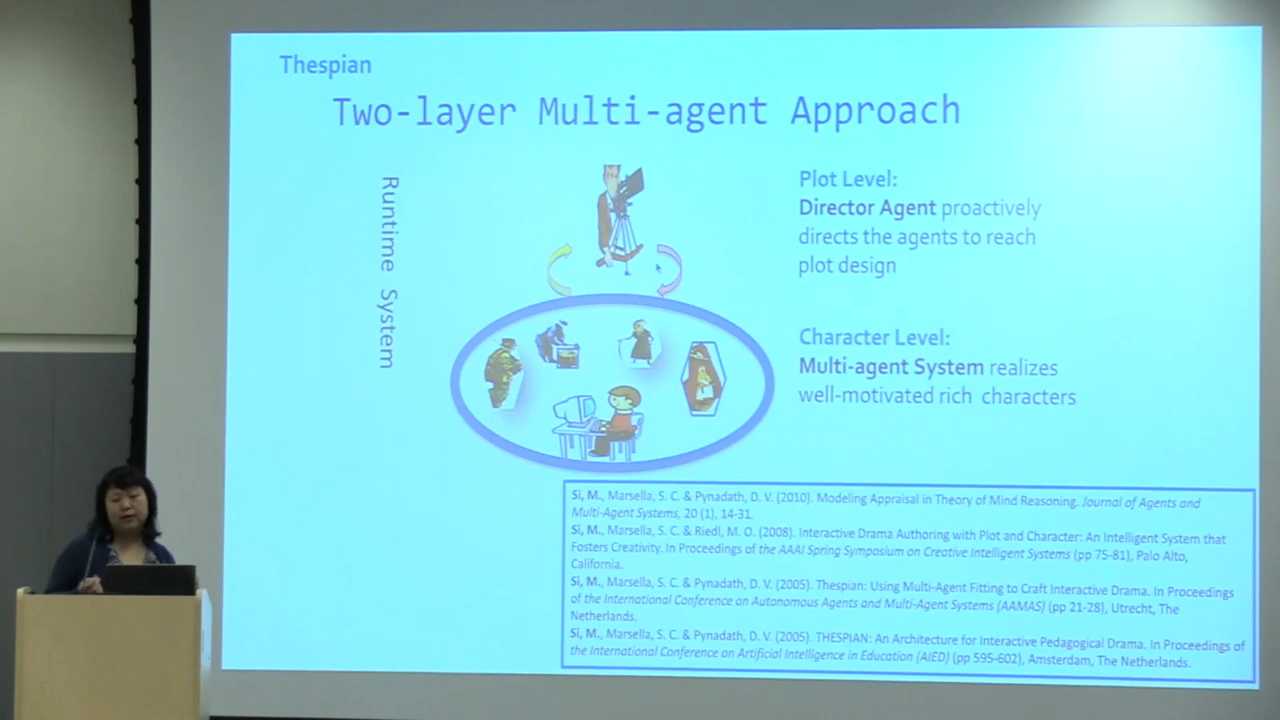 Thespian
Two-layer Multi-agent Approach
Runtime System
Plot Level:
Director Agent proactively
directs the agents to reach
plot design
Character Level:
Multi-agent System realizes
well-motivated rich characters
Si, M., Marsella, S. C. & Pynadath, D. V. (2010). Modeling Appraisal in Theory of Mind Reasoning. Journal of Agents and
Multi-Agent Systems, 20 (1), 14-31.
Si, M., Marsella, S. C. & Riedl, M. O. (2008). Interactive Drama Authoring with Plot and Character: An Intelligent System that
Fosters Creativity. In Proceedings of the AAAI Spring Symposium on Creative Intelligent Systems (pp 75-81), Palo Alto,
California.
Si, M., Marsella, S. C. & Pynadath, D. V. (2005). Thespian: Using Multi-Agent Fitting to Craft Interactive Drama. In Proceedings
of the International Conference on Autonomous Agents and Multi-Agent Systems (AAMAS) (pp 21-28), Utrecht, The
Netherlands.
Si, M., Marsella, S. C. & Pynadath, D. V. (2005). THESPIAN: An Architecture for Interactive Pedagogical Drama. In Proceedings of
the International Conference on Artificial Intelligence in Education (AIED) (pp 595-602), Amsterdam, The Netherlands.